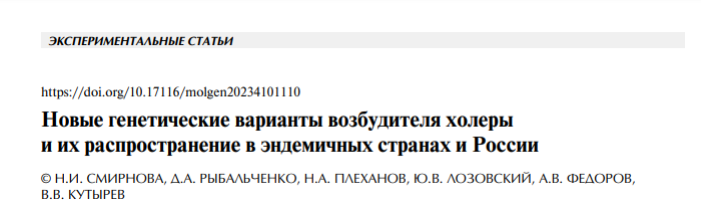 ЭКСПЕРИМЕНТАЛЬНЫЕ СТАТЬИ
https://doi.org/10.17116/molgen20234101110
Новые генетические варианты возбудителя холеры
и их распространение в эндемичных странах и России
© Н.И. СМИРНОВА, Д.А. РЫБАЛЬЧЕНКО, Н.А. ПЛЕХАНОВ, Ю.В. ЛОЗОВСКИЙ, А.В. ФЕДОРОВ,
В.В. КУТЫРЕВ